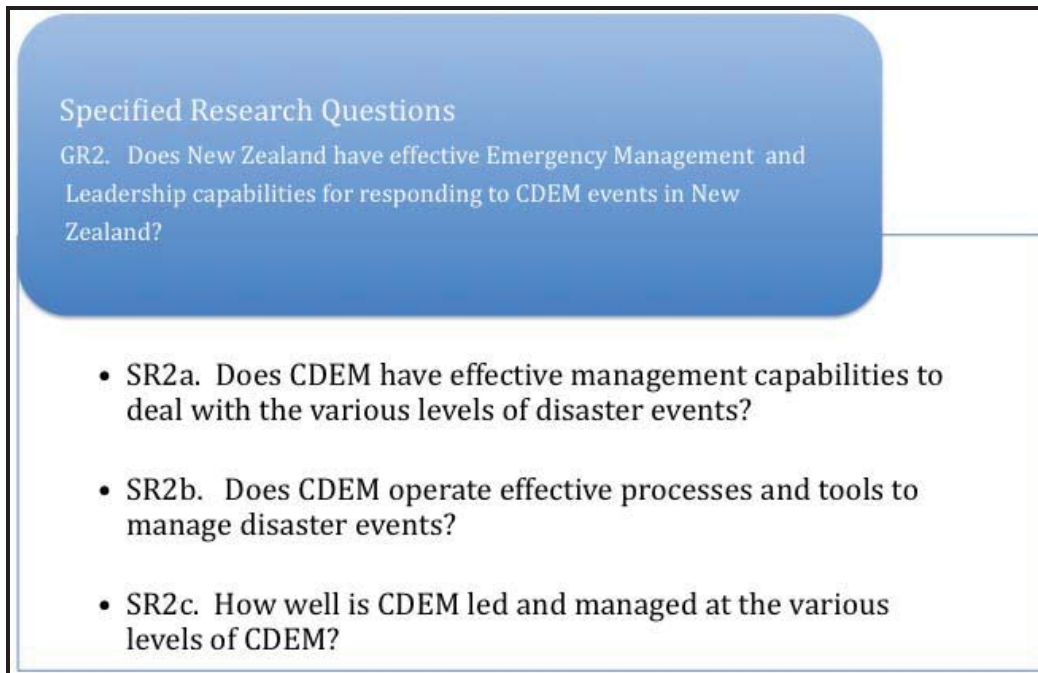 Specified Research Questions
GR2. Does New Zealand have effective Emergency Management and
Leadership capabilities for responding to CDEM events in New
Zealand?
• SR2a. Does CDEM have effective management capabilities to
deal with the various levels of disaster events?
• SR2b. Does CDEM operate effective processes and tools to
manage disaster events?
• SR2c. How well is CDEM led and managed at the various
levels of CDEM?